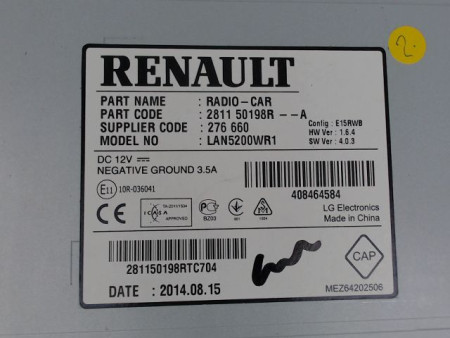 2.
RENAULT
PART NAME : RADIO-CAR
PART CODE : 2811 50198R --A
SUPPLIER CODE : 276 660
MODEL NO : LAN5200WR1
Config : E15RWB
HW Ver : 1.6.4
SW Ver : 4.0.3
DC 12V
NEGATIVE GROUND 3.5A
E11 10R-036041
408464584
ICASA
APPROVED
LG Electronics
Made in China
CAP
281150198RTC704
DATE : 2014.08.15
MEZ64202506